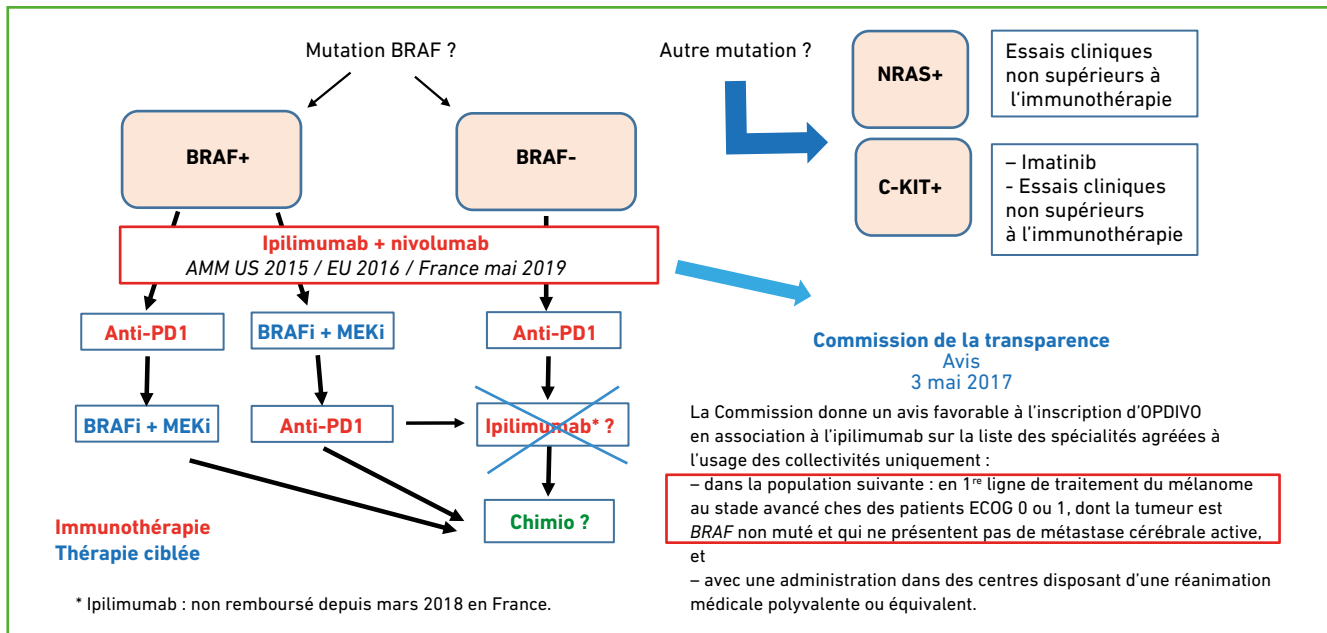 Mutation BRAF ?
BRAF+
BRAF-
Ipilimumab + nivolumab
AMM US 2015 / EU 2016 / France mai 2019
Anti-PD1
BRAFi + MEKi
Anti-PD1
BRAFi + MEKi
Anti-PD1
Ipilimumab* ?
Chimio ?
Immunothérapie
Thérapie ciblée
* Ipilimumab : non remboursé depuis mars 2018 en France.
Autre mutation ?
NRAS+
Essais cliniques
non supérieurs à
l‘immunothérapie
C-KIT+
– Imatinib
- Essais cliniques
non supérieurs
à l’immunothérapie
Commission de la transparence
Avis
3 mai 2017
La Commission donne un avis favorable à l’inscription d’OPDIVO
en association à l’ipilimumab sur la liste des spécialités agréées à
l’usage des collectivités uniquement :
– dans la population suivante : en 1re ligne de traitement du mélanome
au stade avancé ches des patients ECOG 0 ou 1, dont la tumeur est
BRAF non muté et qui ne présentent pas de métastase cérébrale active,
et
– avec une administration dans des centres disposant d’une réanimation
médicale polyvalente ou équivalent.